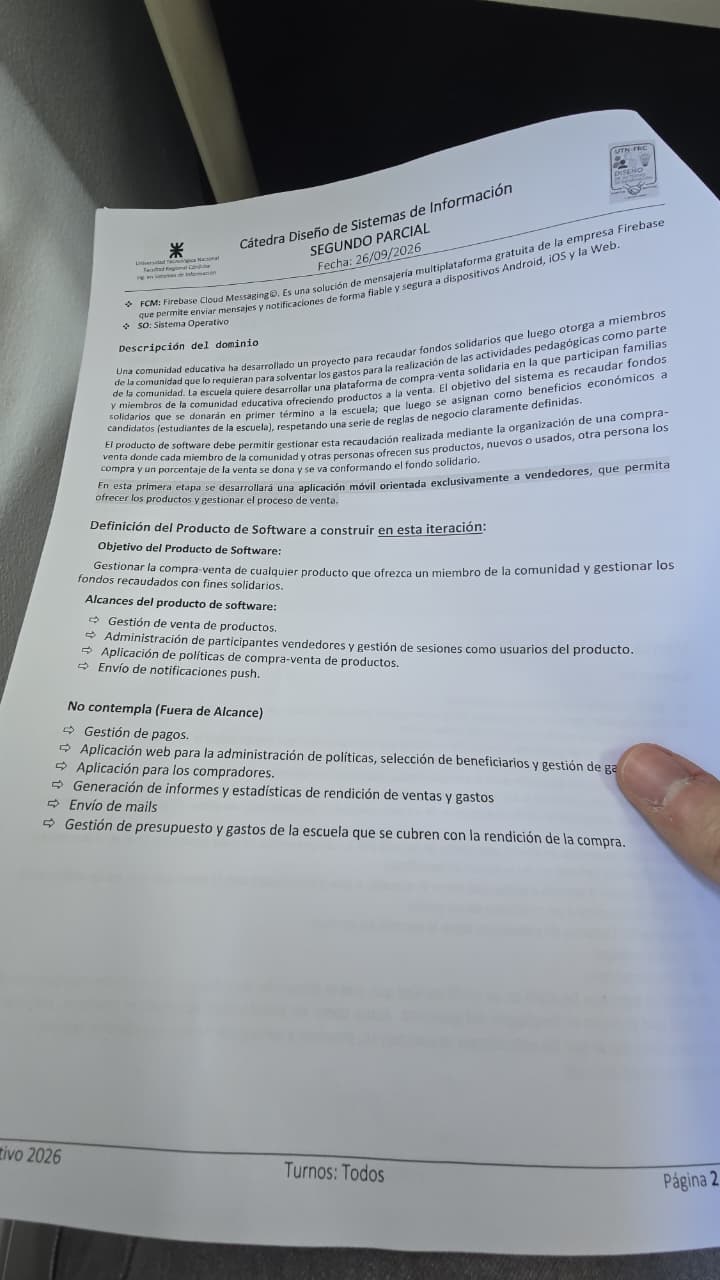 UTN-FRC
DISEÑO
Universidad Tecnológica Nacional
Facultad Regional Córdoba
Ing. en Sistemas de Información
Cátedra Diseño de Sistemas de Información
SEGUNDO PARCIAL
Fecha: 26/09/2026
❖ FCM: Firebase Cloud Messaging©. Es una solución de mensajería multiplataforma gratuita de la empresa Firebase
que permite enviar mensajes y notificaciones de forma fiable y segura a dispositivos Android, iOS y la Web.
❖ SO: Sistema Operativo
Descripción del dominio
Una comunidad educativa ha desarrollado un proyecto para recaudar fondos solidarios que luego otorga a miembros
de la comunidad que lo requieran para solventar los gastos para la realización de las actividades pedagógicas como parte
de la comunidad. La escuela quiere desarrollar una plataforma de compra-venta solidaria en la que participan familias
y miembros de la comunidad educativa ofreciendo productos a la venta. El objetivo del sistema es recaudar fondos
solidarios que se donarán en primer término a la escuela; que luego se asignan como beneficios económicos a
candidatos (estudiantes de la escuela), respetando una serie de reglas de negocio claramente definidas.
El producto de software debe permitir gestionar esta recaudación realizada mediante la organización de una compra-
venta donde cada miembro de la comunidad y otras personas ofrecen sus productos, nuevos o usados, otra persona los
compra y un porcentaje de la venta se dona y se va conformando el fondo solidario.
En esta primera etapa se desarrollará una aplicación móvil orientada exclusivamente a vendedores, que permita
ofrecer los productos y gestionar el proceso de venta.
Definición del Producto de Software a construir en esta iteración:
Objetivo del Producto de Software:
Gestionar la compra-venta de cualquier producto que ofrezca un miembro de la comunidad y gestionar los
fondos recaudados con fines solidarios.
Alcances del producto de software:
⇨ Gestión de venta de productos.
⇨ Administración de participantes vendedores y gestión de sesiones como usuarios del producto.
⇨ Aplicación de políticas de compra-venta de productos.
⇨ Envío de notificaciones push.
No contempla (Fuera de Alcance)
⇨ Gestión de pagos.
⇨ Aplicación web para la administración de políticas, selección de beneficiarios y gestión de ga
⇨ Aplicación para los compradores.
⇨ Generación de informes y estadísticas de rendición de ventas y gastos
⇨ Envío de mails
⇨ Gestión de presupuesto y gastos de la escuela que se cubren con la rendición de la compra.
tivo 2026
Turnos: Todos
Página 2